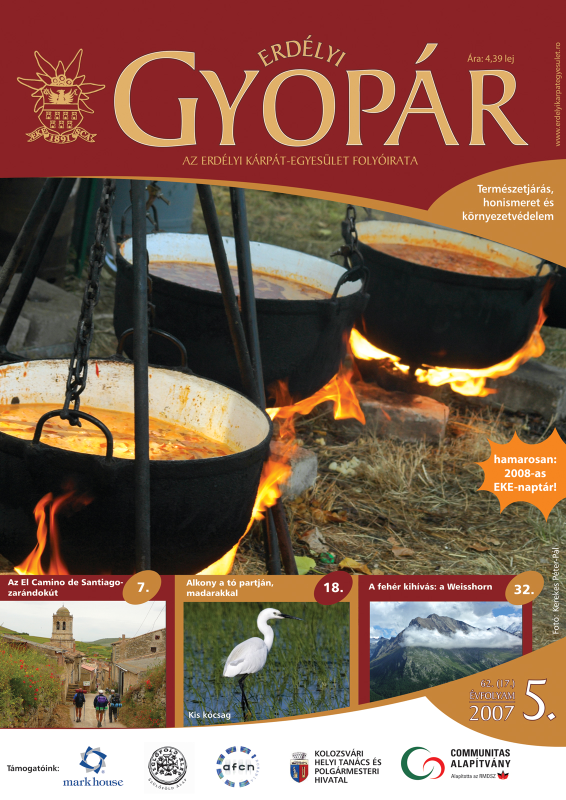 ERDÉLYI
GYOPÁR
Ára: 4,39 lej
www.erdelyikarpategyesulet.ro
EKE 1891
AZ ERDÉLYI KÁRPÁT-EGYESÜLET FOLYÓIRATA
Természetjárás,
honismeret és
környezetvédelem
hamarosan:
2008-as
EKE-naptár!
Fotó: Kerekes Péter-Pál
Az El Camino de Santiago-
zarándokút
7.
Alkony a tó partján,
madarakkal
18.
A fehér kihívás: a Weisshorn
32.
Kis kócsag
62. (17.)
ÉVFOLYAM
2007
5.
Támogatóink:
markhouse
afcn
KOLOZSVÁRI
HELYI TANÁCS ÉS
POLGÁRMESTERI
HIVATAL
COMMUNITAS
ALAPÍTVÁNY
Alapította az RMDSZ